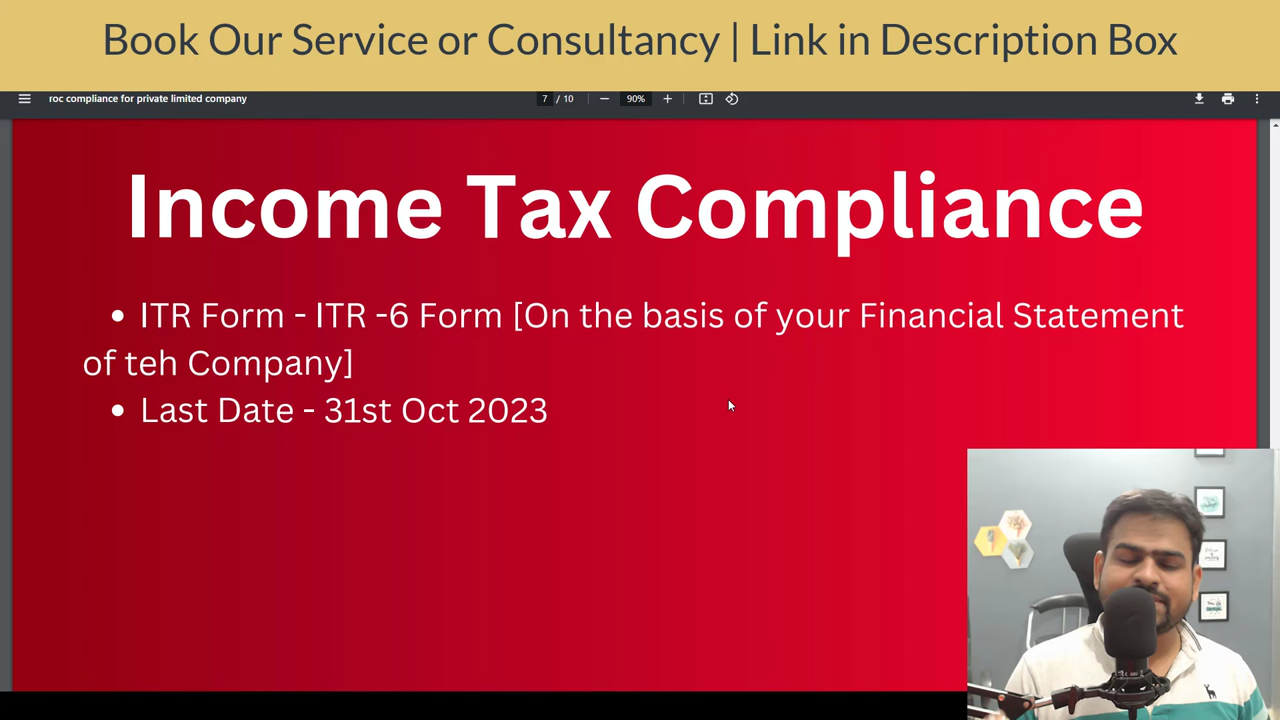 Book Our Service or Consultancy | Link in Description Box
roc compliance for private limited company 7 / 10 90%
Income Tax Compliance
• ITR Form - ITR -6 Form [On the basis of your Financial Statement
of teh Company]
• Last Date - 31st Oct 2023